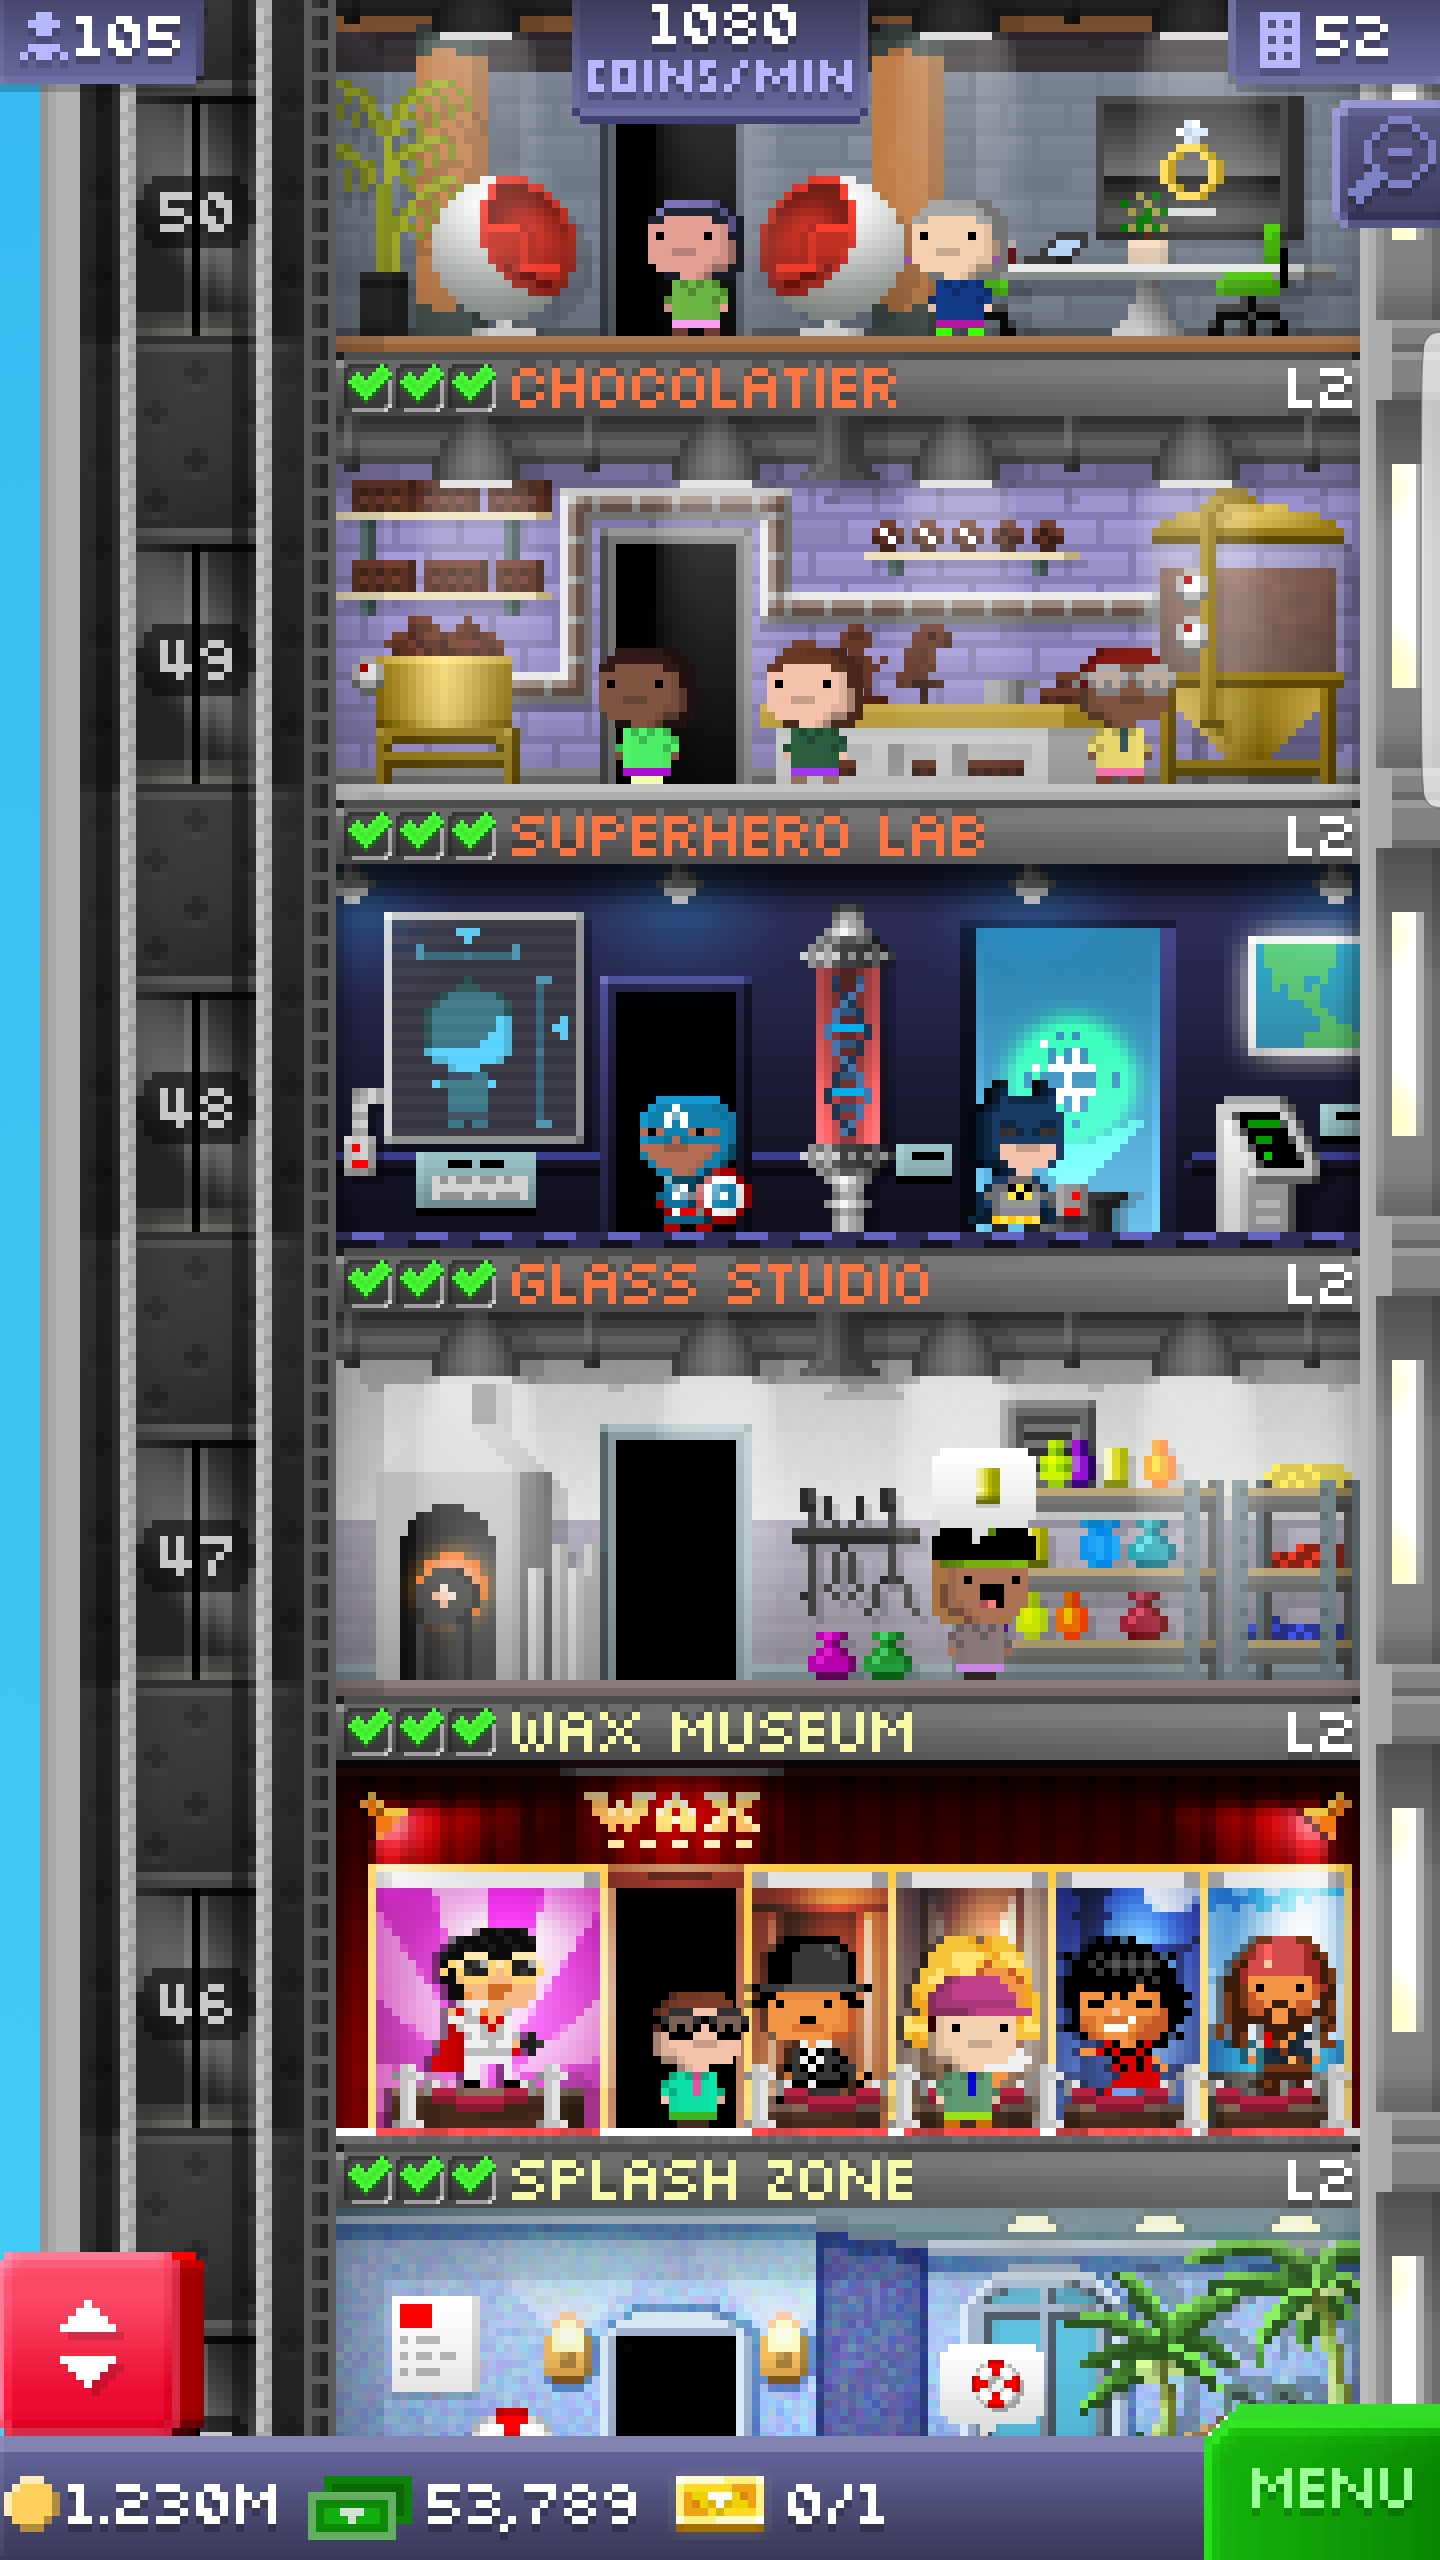 105
1080
COINS/MIN
52
50
CHOCOLATIER L2
49
SUPERHERO LAB L2
48
GLASS STUDIO L2
47
WAX MUSEUM L2
WAX
46
SPLASH ZONE L2
1.230M 53,789 0/1 MENU